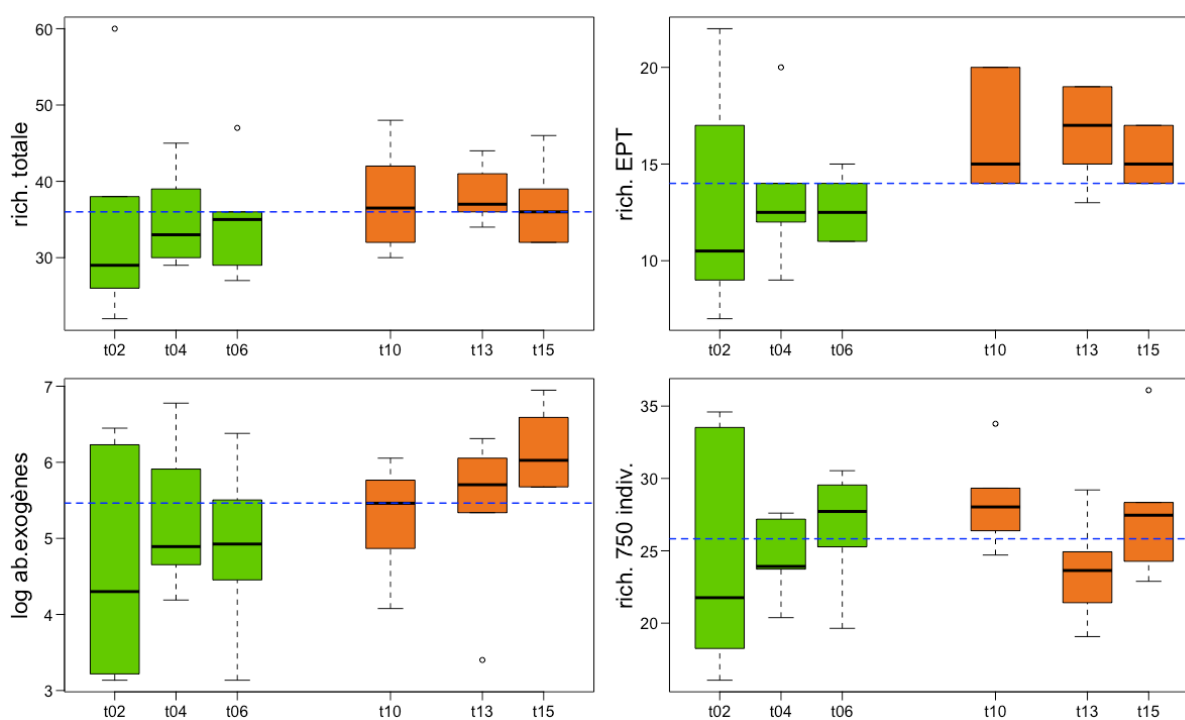 rich. totale
60
50
40
30
t02 t04 t06 t10 t13 t15
rich. EPT
20
15
10
t02 t04 t06 t10 t13 t15
log ab.exogènes
7
6
5
4
3
t02 t04 t06 t10 t13 t15
rich. 750 indiv.
35
30
25
20
t02 t04 t06 t10 t13 t15